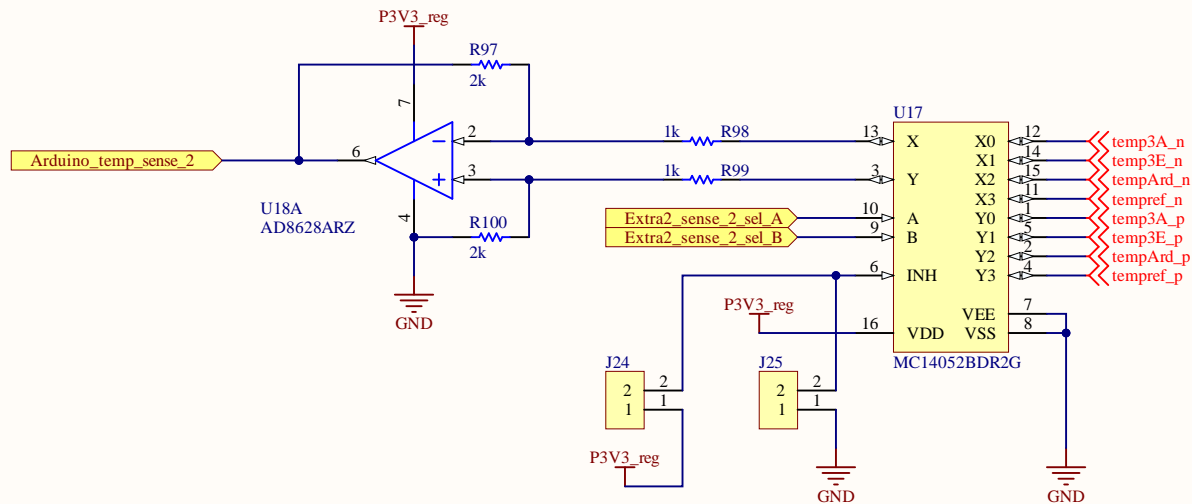 P3V3_reg
R97
2k
7
2
6
3
4
U18A
AD8628ARZ
R100
2k
GND
Arduino_temp_sense_2
1k
R98
1k
R99
Extra2_sense_2_sel_A
Extra2_sense_2_sel_B
U17
13 X X0 12 temp3A_n
X1 14 temp3E_n
3 Y X2 15 tempArd_n
X3 11 tempref_n
10 A Y0 1 temp3A_p
9 B Y1 5 temp3E_p
Y2 2 tempArd_p
6 INH Y3 4 tempref_p
VEE 7
16 VDD VSS 8
MC14052BDR2G
P3V3_reg
J24
2 2
1 1
P3V3_reg
J25
2 2
1 1
GND
GND